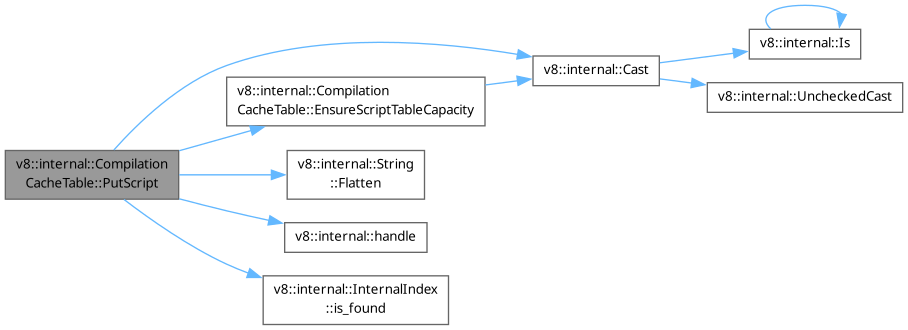 v8::internal::Compilation
CacheTable::PutScript
v8::internal::Compilation
CacheTable::EnsureScriptTableCapacity
v8::internal::String
::Flatten
v8::internal::handle
v8::internal::InternalIndex
::is_found
v8::internal::Cast
v8::internal::Is
v8::internal::UncheckedCast